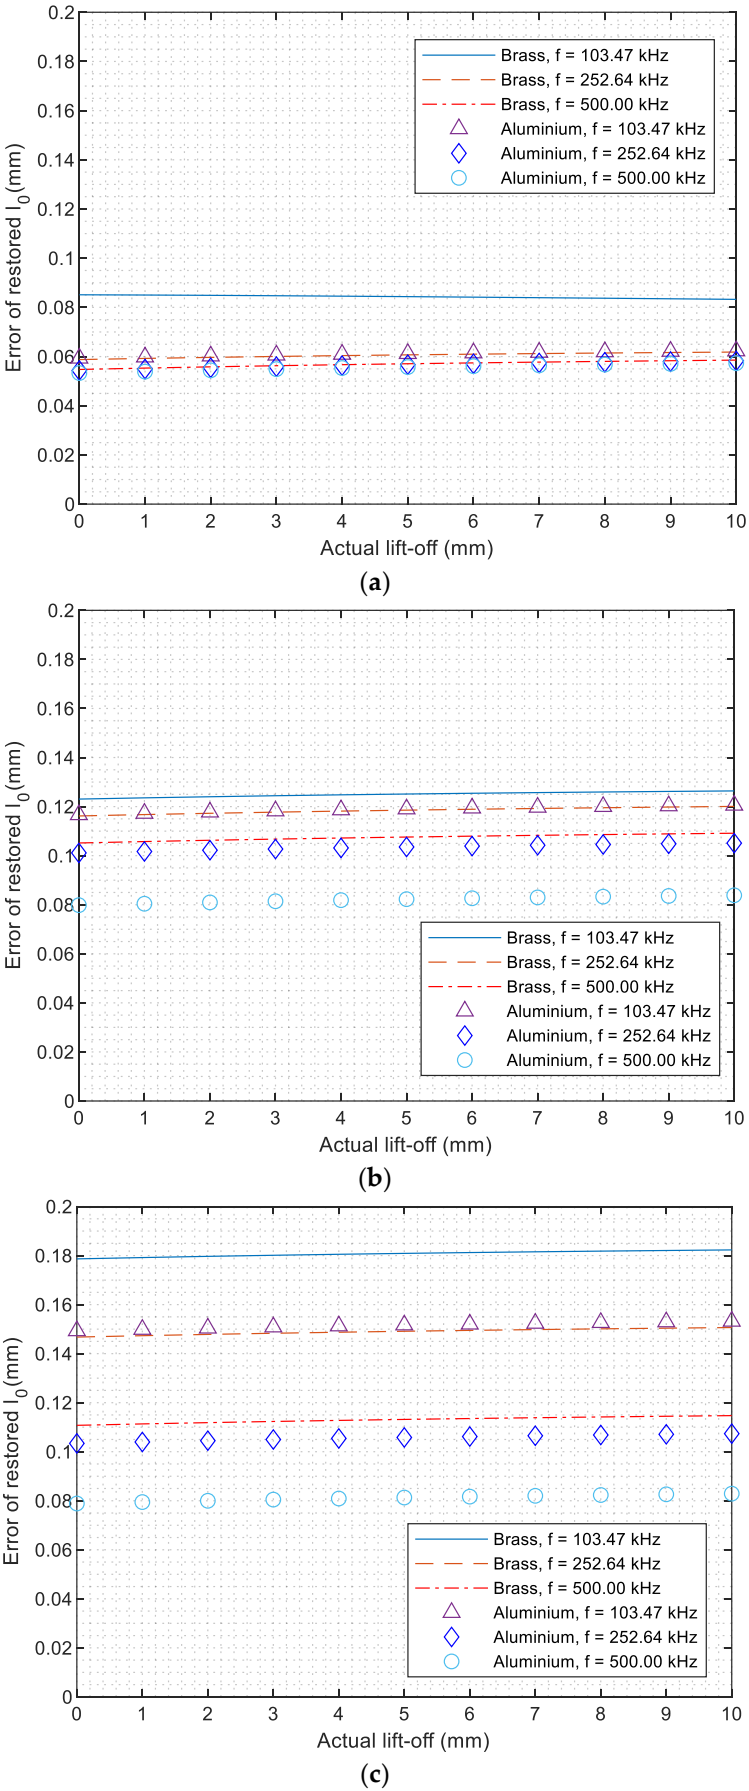 0.2
0.18
0.16
0.14
0.12
0.1
0.08
0.06
0.04
0.02
0
Error of restored l0(mm)
Brass, f = 103.47 kHz
Brass, f = 252.64 kHz
Brass, f = 500.00 kHz
Aluminium, f = 103.47 kHz
Aluminium, f = 252.64 kHz
Aluminium, f = 500.00 kHz
0 1 2 3 4 5 6 7 8 9 10
Actual lift-off (mm)
(a)
0.2
0.18
0.16
0.14
0.12
0.1
0.08
0.06
0.04
0.02
0
Error of restored l0(mm)
Brass, f = 103.47 kHz
Brass, f = 252.64 kHz
Brass, f = 500.00 kHz
Aluminium, f = 103.47 kHz
Aluminium, f = 252.64 kHz
Aluminium, f = 500.00 kHz
0 1 2 3 4 5 6 7 8 9 10
Actual lift-off (mm)
(b)
0.2
0.18
0.16
0.14
0.12
0.1
0.08
0.06
0.04
0.02
0
Error of restored l0(mm)
Brass, f = 103.47 kHz
Brass, f = 252.64 kHz
Brass, f = 500.00 kHz
Aluminium, f = 103.47 kHz
Aluminium, f = 252.64 kHz
Aluminium, f = 500.00 kHz
0 1 2 3 4 5 6 7 8 9 10
Actual lift-off (mm)
(c)